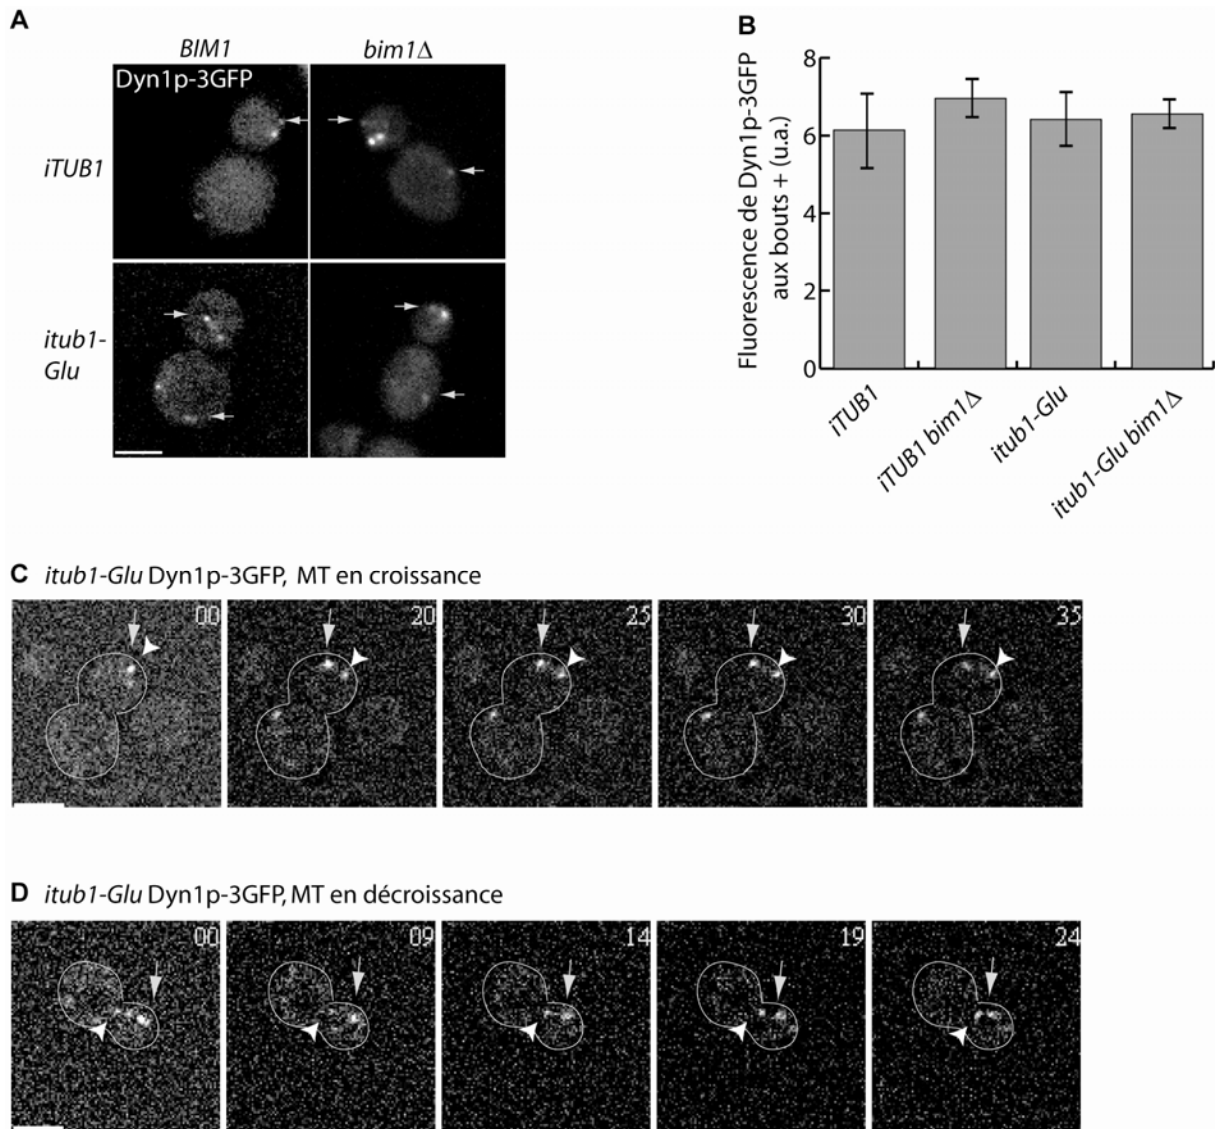 A
BIM1
bim1Δ
Dyn1p-3GFP
iTUB1
itub1-
Glu
B
Fluorescence de Dyn1p-3GFP
aux bouts + (u.a.)
8
6
4
2
0
iTUB1
iTUB1 bim1Δ
itub1-Glu
itub1-Glu bim1Δ
C itub1-Glu Dyn1p-3GFP, MT en croissance
00
20
25
30
35
D itub1-Glu Dyn1p-3GFP, MT en décroissance
00
09
14
19
24